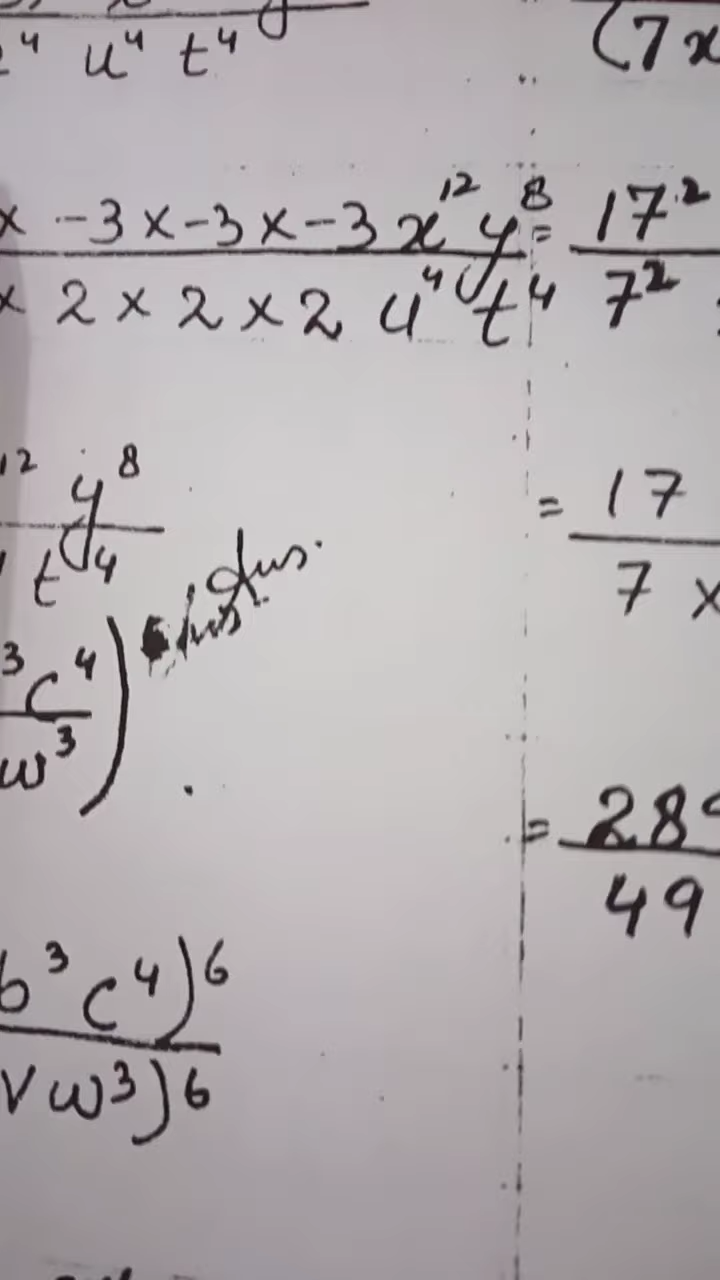 u⁴ t⁴
× -3 × -3 × -3 x¹² y⁸
× 2 × 2 × 2 u⁴ t⁴
12 y⁸
t⁴
Ans.
3 c⁴ )
w³
b³ c⁴)⁶
v w³)⁶
(7x
= 17²
7²
= 17
7 ×
= 28
49